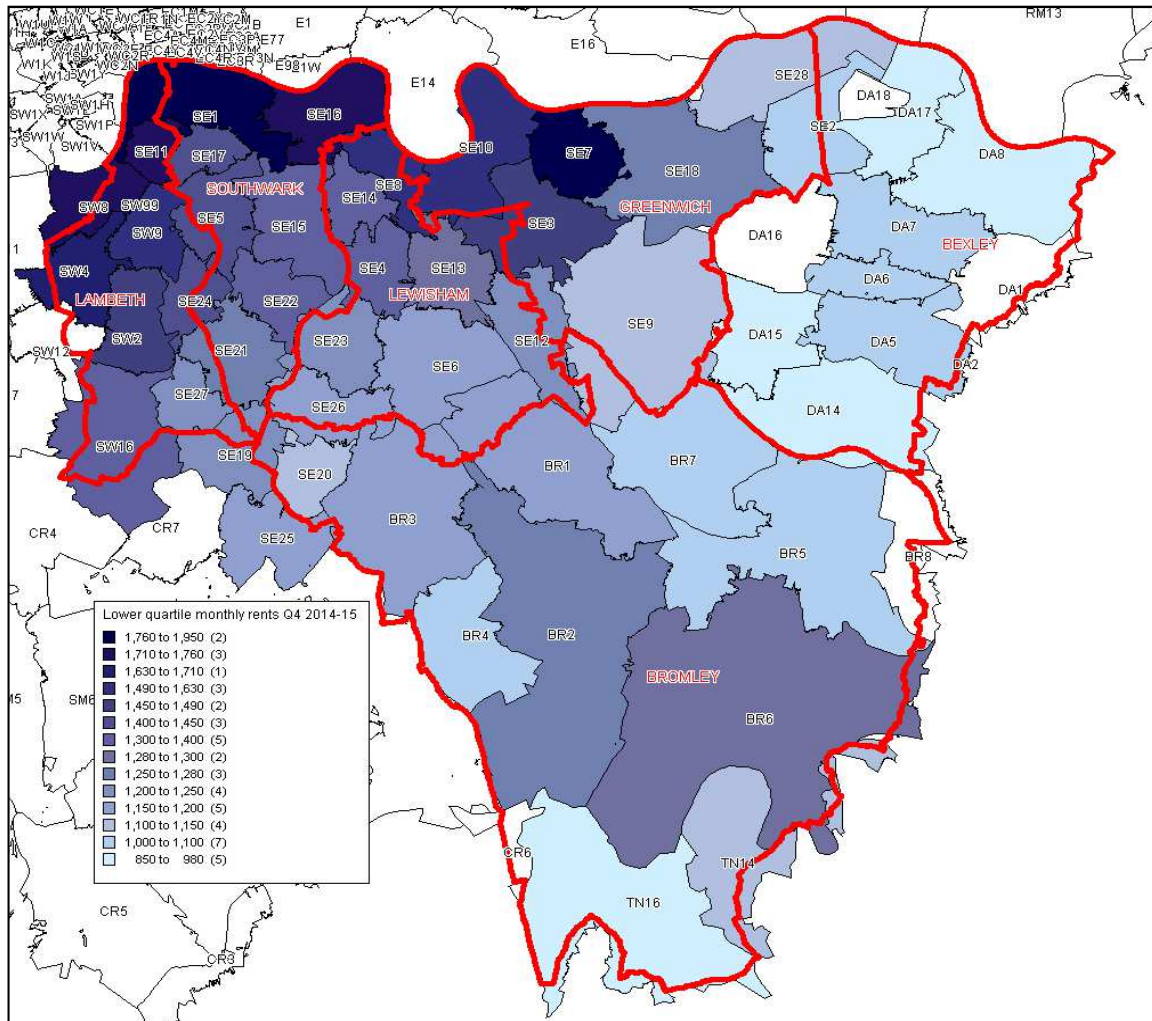 RM13
E1
E16
E14
SE28
DA18
DA17
SE2
DA8
SE1
SE16
SE10
SE7
SE18
SW1X
SW1P
SW1W
SW1V
SE11
SE17
SOUTHWARK
SE8
SE14
GREENWICH
SW8
SW99
SE5
SE15
SE3
DA16
DA7
BEXLEY
SW9
1
SW4
SE4
SE13
DA6
DA1
LAMBETH
SE24
SE22
LEWISHAM
SE9
DA15
DA5
SW12
SW2
SE21
SE23
SE6
SE12
DA2
7
SE27
SE26
DA14
SW16
SE19
SE20
BR1
BR7
CR4
CR7
SE25
BR3
BR5
BR8
Lower quartile monthly rents Q4 2014-15
1,760 to 1,950 (2)
1,710 to 1,760 (3)
1,630 to 1,710 (1)
1,490 to 1,630 (3)
1,450 to 1,490 (2)
1,400 to 1,450 (3)
1,300 to 1,400 (5)
1,280 to 1,300 (2)
1,250 to 1,280 (3)
1,200 to 1,250 (4)
1,150 to 1,200 (5)
1,100 to 1,150 (4)
1,000 to 1,100 (7)
850 to 980 (5)
BR4
BR2
BROMLEY
M5
SM6
BR6
CR6
TN14
TN16
CR5
CR3